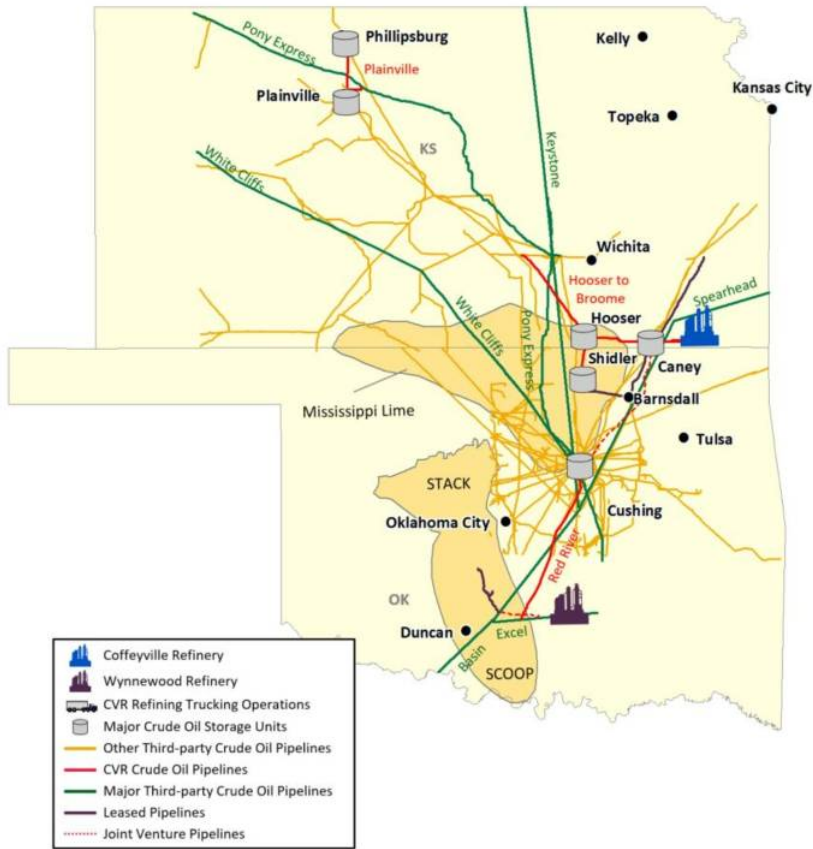 Phillipsburg
Kelly
Pony Express
Plainville
Kansas City
Plainville
Topeka
KS
Keystone
White Cliffs
Wichita
Hooser to
Broome
Spearhead
White Cliffs
Pony Express
Hooser
Shidler
Caney
Barnsdall
Mississippi Lime
Tulsa
STACK
Cushing
Oklahoma City
Red River
OK
Duncan
Excel
Basin
SCOOP
Coffeyville Refinery
Wynnewood Refinery
CVR Refining Trucking Operations
Major Crude Oil Storage Units
Other Third-party Crude Oil Pipelines
CVR Crude Oil Pipelines
Major Third-party Crude Oil Pipelines
Leased Pipelines
Joint Venture Pipelines